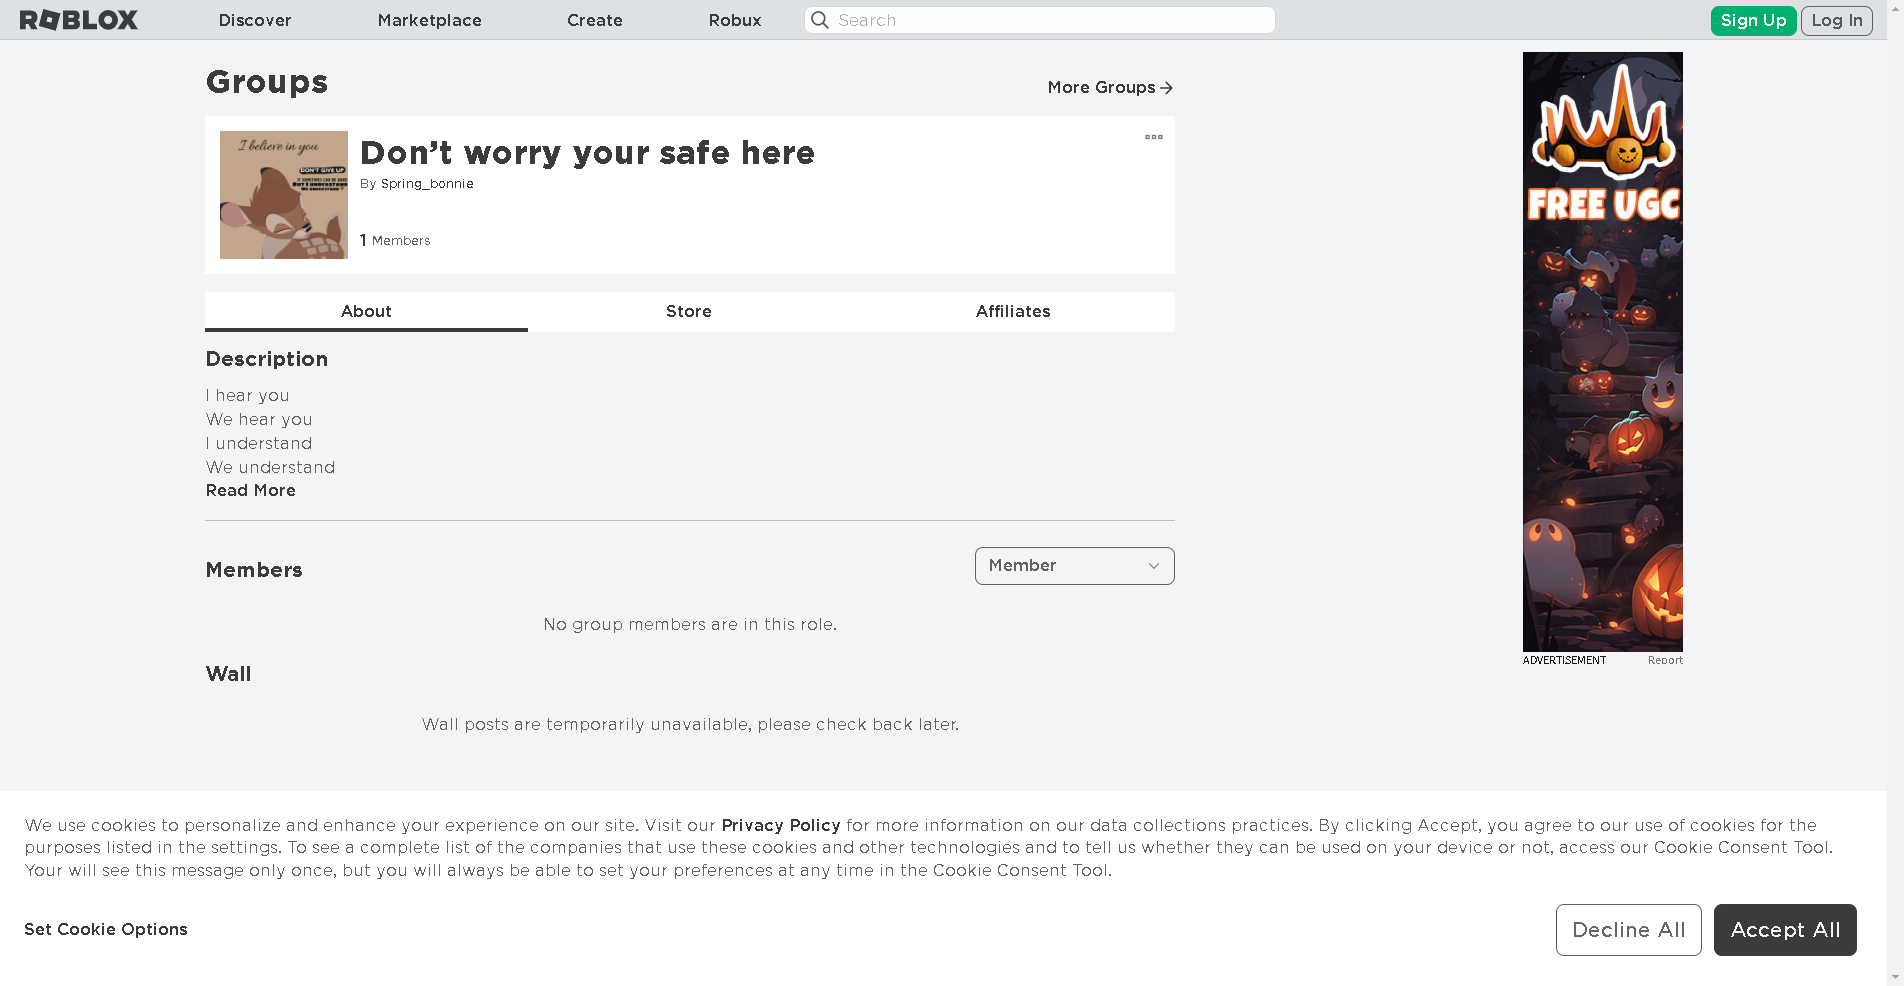 ROBLOX
Discover
Marketplace
Create
Robux
Search
Sign Up
Log In
Groups
More Groups
I believe in you
DON'T GIVE UP
IT SOMETIMES CAN BE HARD
BUT I UNDERSTAND
WE UNDERSTAND
Don't worry your safe here
By Spring_bonnie
1 Members
About
Store
Affiliates
Description
I hear you
We hear you
I understand
We understand
Read More
Members
Member
No group members are in this role.
Wall
Wall posts are temporarily unavailable, please check back later.
FREE UGC
ADVERTISEMENT
Report
We use cookies to personalize and enhance your experience on our site. Visit our Privacy Policy for more information on our data collections practices. By clicking Accept, you agree to our use of cookies for the
purposes listed in the settings. To see a complete list of the companies that use these cookies and other technologies and to tell us whether they can be used on your device or not, access our Cookie Consent Tool.
Your will see this message only once, but you will always be able to set your preferences at any time in the Cookie Consent Tool.
Set Cookie Options
Decline All
Accept All